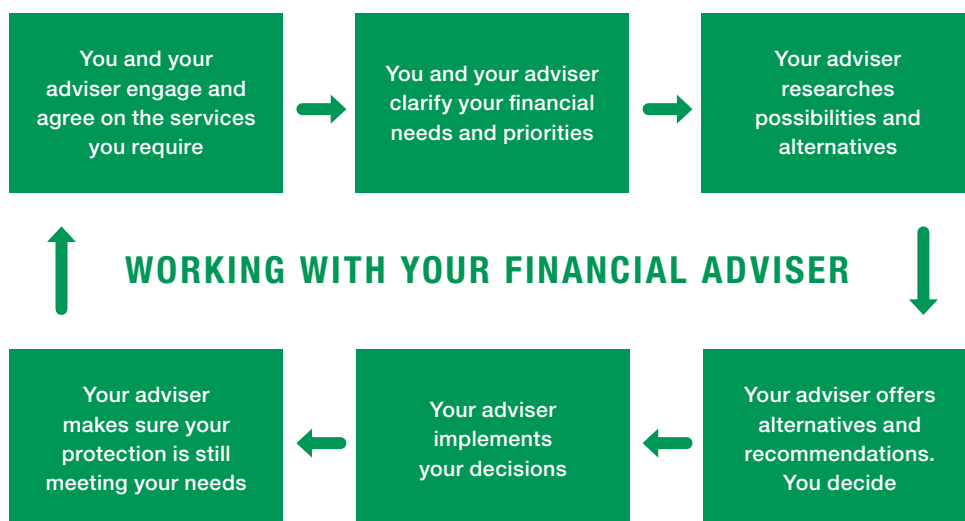 You and your
adviser engage and
agree on the services
you require
You and your adviser
clarify your financial
needs and priorities
Your adviser
researches
possibilities and
alternatives
WORKING WITH YOUR FINANCIAL ADVISER
Your adviser
makes sure your
protection is still
meeting your needs
Your adviser
implements
your decisions
Your adviser offers
alternatives and
recommendations.
You decide